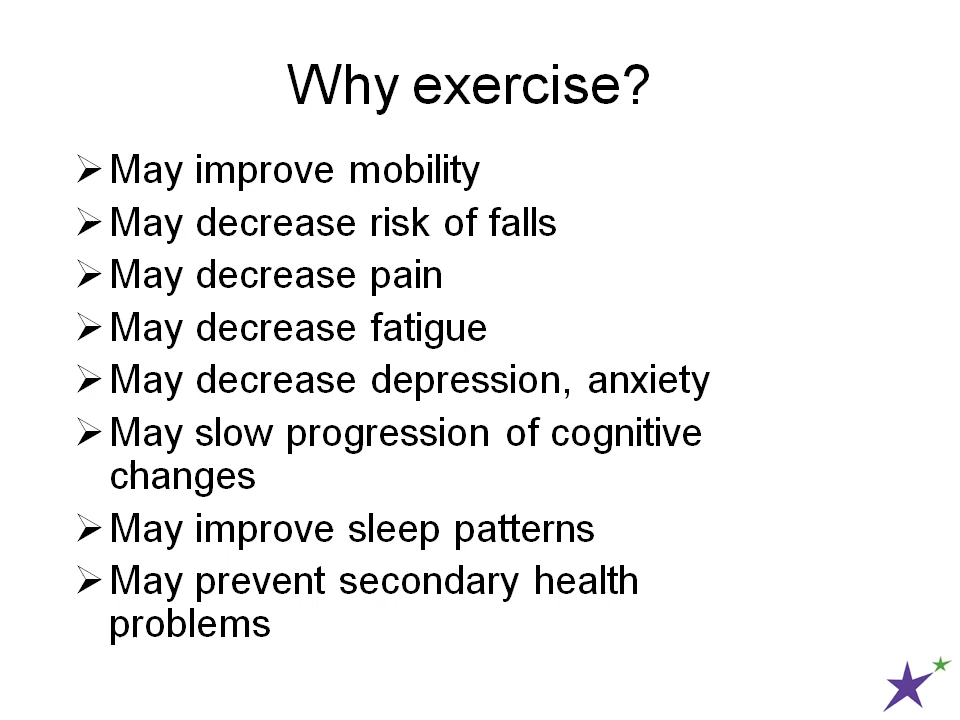 Why exercise?
May improve mobility
May decrease risk of falls
May decrease pain
May decrease fatigue
May decrease depression, anxiety
May slow progression of cognitive
changes
May improve sleep patterns
May prevent secondary health
problems